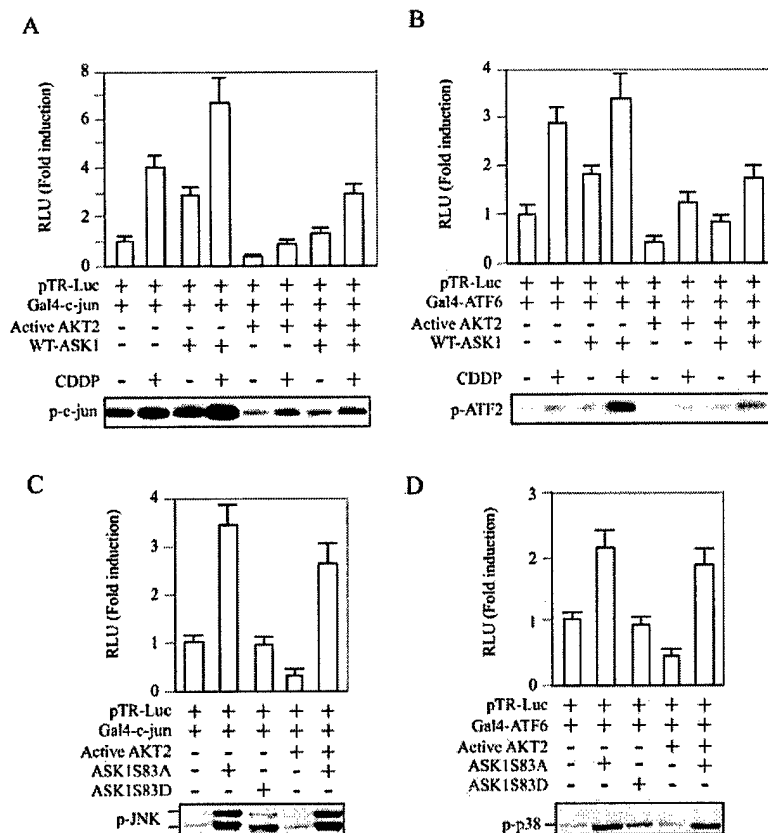 A
RLU (Fold induction)
8
6
4
2
0
pTR-Luc + + + + + + + +
Gal4-c-jun + + + + + + + +
Active AKT2 - - - - + + + +
WT-ASK1 - - + + - - + +
CDDP - + - + - + - +
p-c-jun
B
RLU (Fold induction)
4
3
2
1
0
pTR-Luc + + + + + + + +
Gal4-ATF6 + + + + + + + +
Active AKT2 - - - - + + + +
WT-ASK1 - - + + - - + +
CDDP - + - + - + - +
p-ATF2
C
RLU (Fold induction)
4
3
2
1
0
pTR-Luc + + + + +
Gal4-c-jun + + + + +
Active AKT2 - - - + +
ASK1S83A - + - - +
ASK1S83D - - + - -
p-JNK
D
RLU (Fold induction)
3
2
1
0
pTR-Luc + + + + +
Gal4-ATF6 + + + + +
Active AKT2 - - - + +
ASK1S83A - + - - +
ASK1S83D - - + - -
p-p38